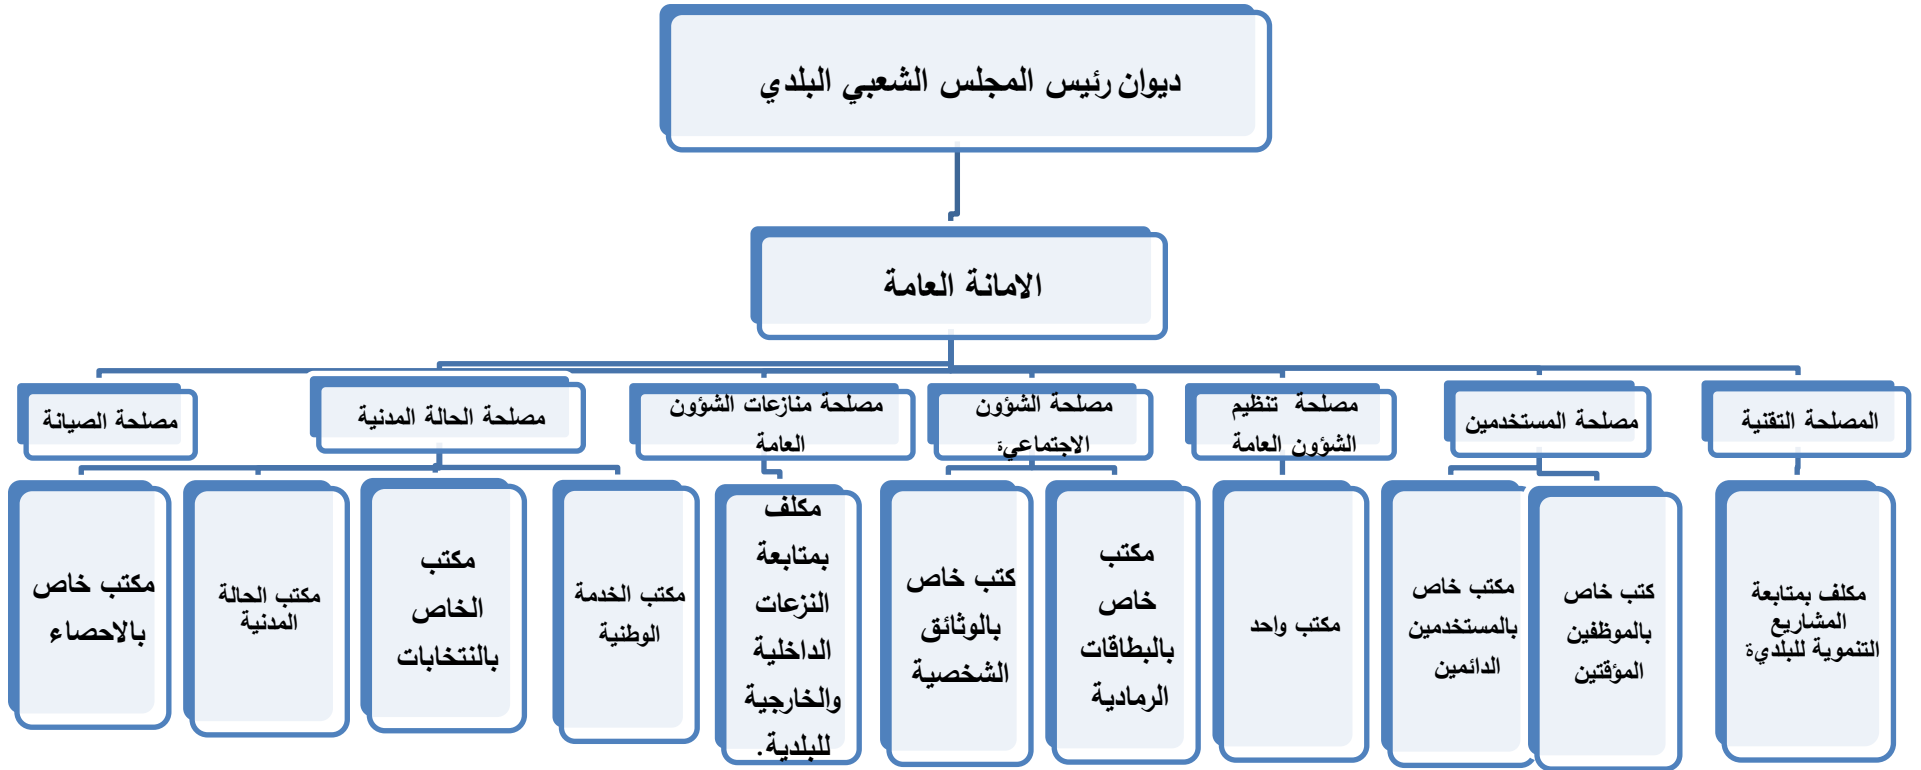 ديوان رئيس المجلس الشعبي البلدي
الامانة العامة
المصلحة التقنية
مصلحة المستخدمين
مصلحة تنظيم
الشؤون العامة
مصلحة الشؤون
الاجتماعية
مصلحة منازعات الشؤون
العامة
مصلحة الحالة المدنية
مصلحة الصيانة
مكلف بمتابعة
المشاريع
التنموية للبلدية
كتب خاص
بالموظفين
المؤقتين
مكتب خاص
بالمستخدمين
الدائمين
مكتب واحد
مكتب
خاص
بالبطاقات
الرمادية
كتب خاص
بالوثائق
الشخصية
مكلف
بمتابعة
النزعات
الداخلية
والخارجية
للبلدية.
مكتب الخدمة
الوطنية
مكتب
الخاص
بالنتخابات
مكتب الحالة
المدنية
مكتب خاص
بالاحصاء